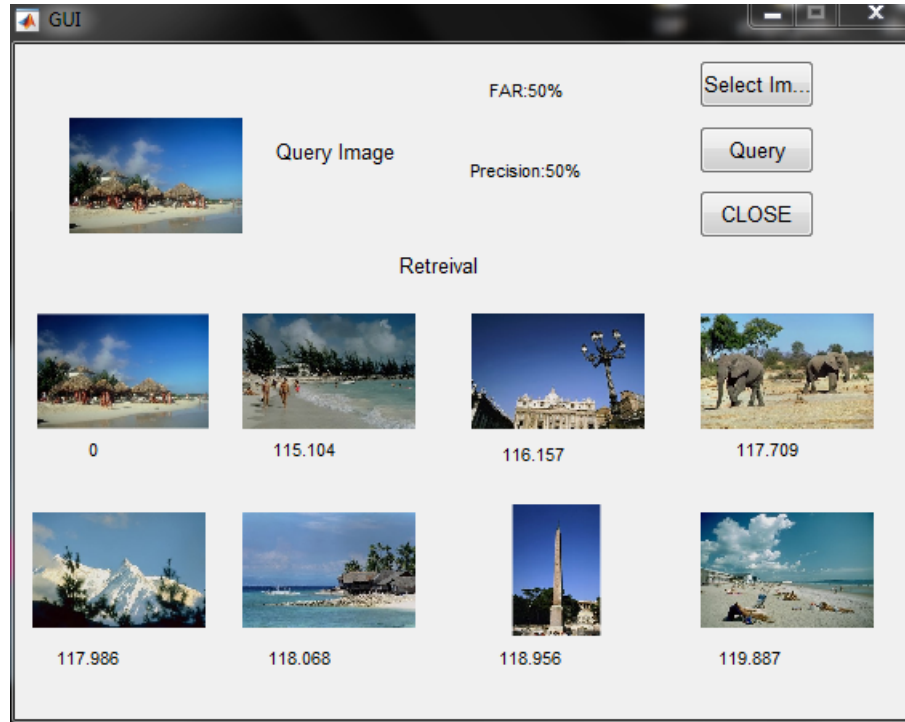 GUI
FAR:50%
Select Im...
Query Image
Query
Precision:50%
CLOSE
Retreival
0
115.104
116.157
117.709
117.986
118.068
118.956
119.887